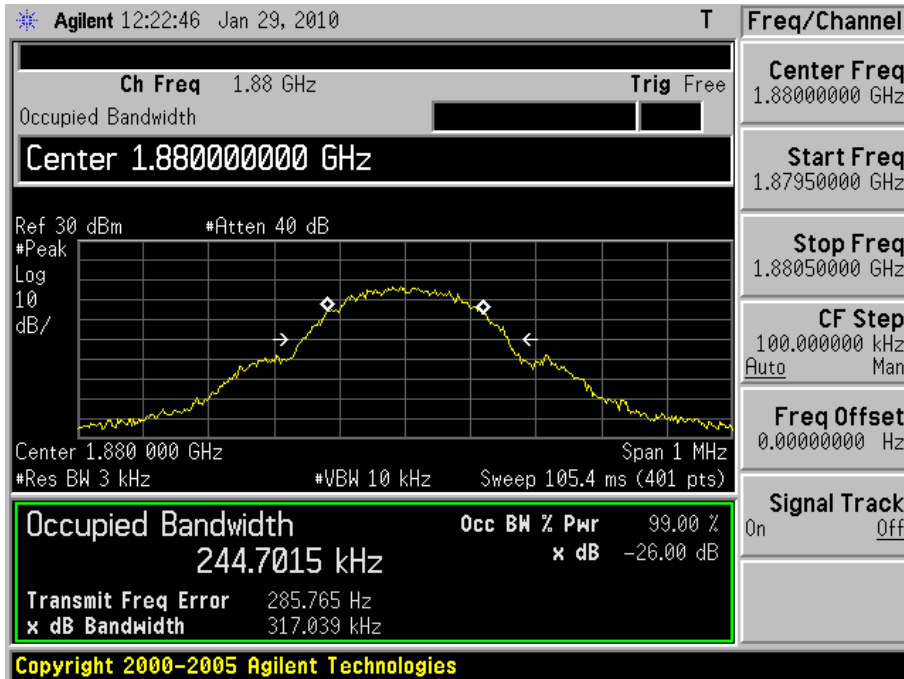 Agilent 12:22:46 Jan 29, 2010 T
Freq/Channel
Ch Freq 1.88 GHz Trig Free
Occupied Bandwidth
Center 1.880000000 GHz
Ref 30 dBm #Atten 40 dB
#Peak
Log
10
dB/
Center 1.880 000 GHz Span 1 MHz
#Res BW 3 kHz #VBW 10 kHz Sweep 105.4 ms (401 pts)
Occupied Bandwidth
244.7015 kHz
Occ BW % Pwr 99.00 %
x dB -26.00 dB
Transmit Freq Error 285.765 Hz
x dB Bandwidth 317.039 kHz
Center Freq
1.88000000 GHz
Start Freq
1.87950000 GHz
Stop Freq
1.88050000 GHz
CF Step
100.000000 kHz
Auto Man
Freq Offset
0.00000000 Hz
Signal Track
On Off
Copyright 2000-2005 Agilent Technologies